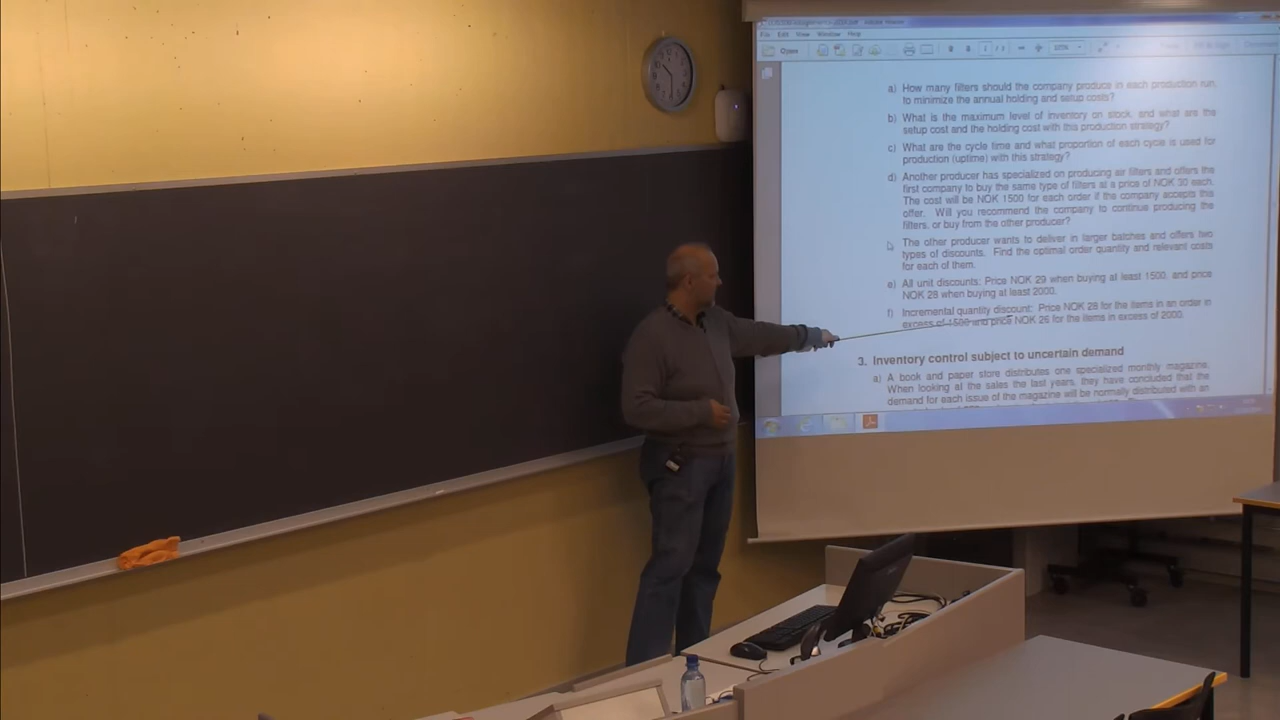 File Edit View Window Help
Open
a) How many filters should the company produce in each production run,
to minimize the annual holding and setup costs?
b) What is the maximum level of inventory on stock, and what are the
setup cost and the holding cost with this production strategy?
c) What are the cycle time and what proportion of each cycle is used for
production (uptime) with this strategy?
d) Another producer has specialized on producing air filters and offers the
first company to buy the same type of filters at a price of NOK 30 each.
The cost will be NOK 1500 for each order if the company accepts this
offer. Will you recommend the company to continue producing the
filters, or buy from the other producer?
The other producer wants to deliver in larger batches and offers two
types of discounts. Find the optimal order quantity and relevant costs
for each of them.
e) All unit discounts: Price NOK 29 when buying at least 1500, and price
NOK 28 when buying at least 2000.
f) Incremental quantity discount: Price NOK 28 for the items in an order in
excess of 1500 and price NOK 26 for the items in excess of 2000.
3. Inventory control subject to uncertain demand
a) A book and paper store distributes one specialized monthly magazine.
When looking at the sales the last years, they have concluded that the
demand for each issue of the magazine will be normally distributed with an